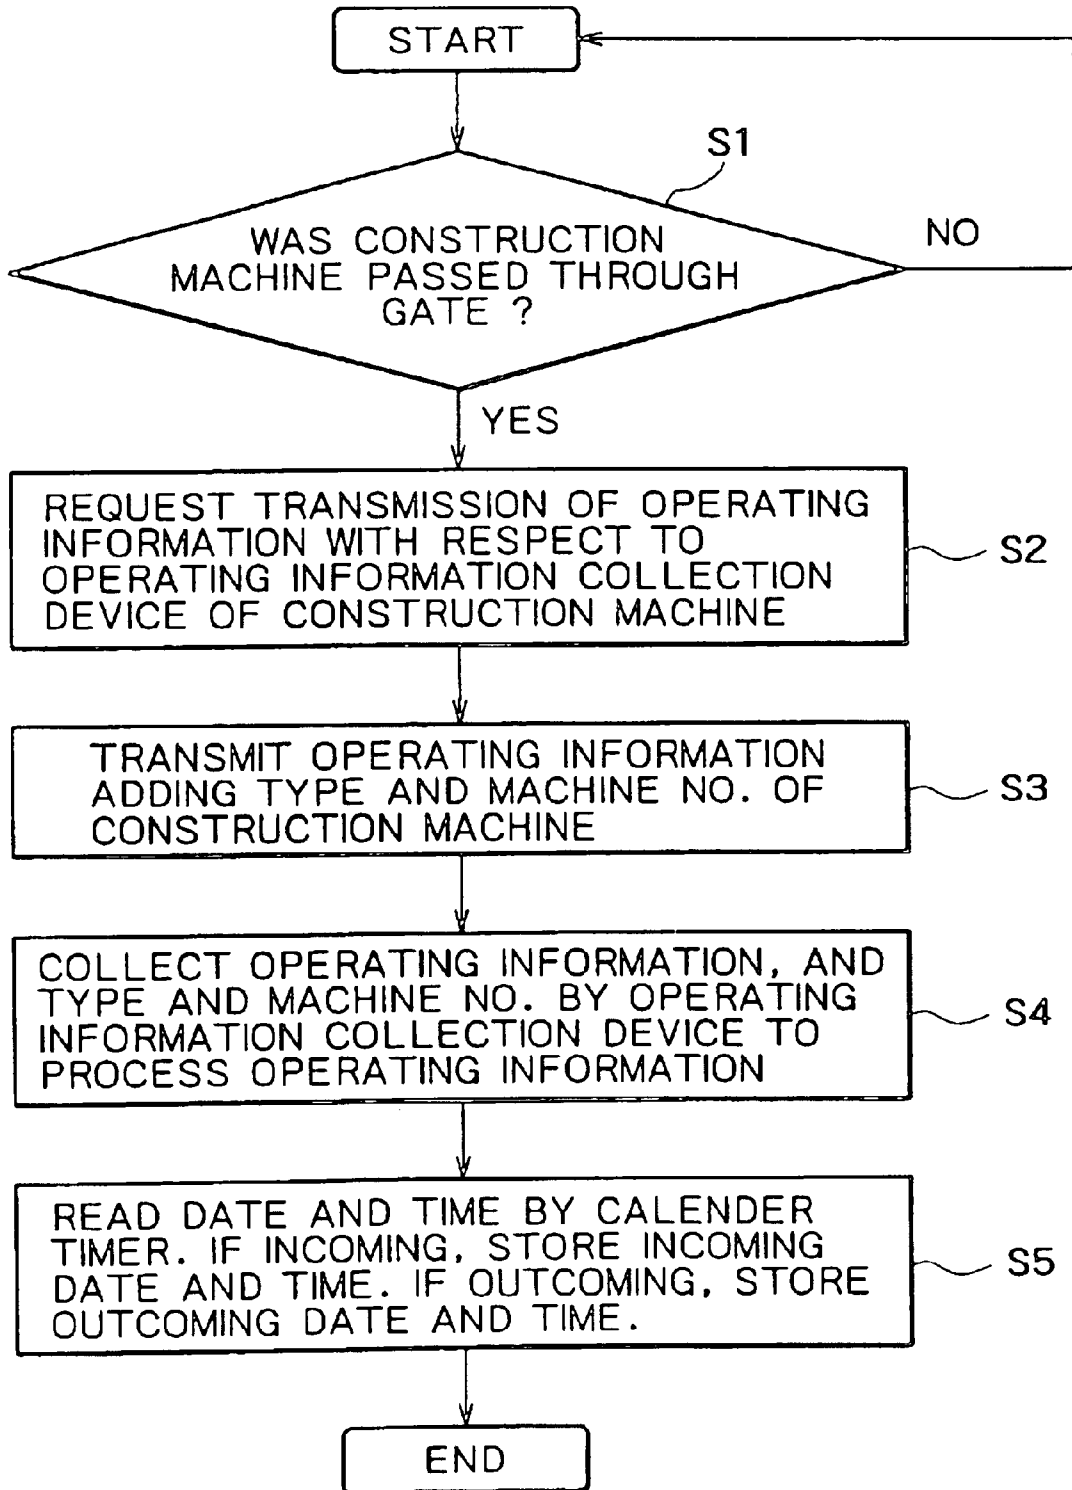 START
S1
WAS CONSTRUCTION
MACHINE PASSED THROUGH
GATE ?
NO
YES
REQUEST TRANSMISSION OF OPERATING
INFORMATION WITH RESPECT TO
OPERATING INFORMATION COLLECTION
DEVICE OF CONSTRUCTION MACHINE
S2
TRANSMIT OPERATING INFORMATION
ADDING TYPE AND MACHINE NO. OF
CONSTRUCTION MACHINE
S3
COLLECT OPERATING INFORMATION, AND
TYPE AND MACHINE NO. BY OPERATING
INFORMATION COLLECTION DEVICE TO
PROCESS OPERATING INFORMATION
S4
READ DATE AND TIME BY CALENDER
TIMER. IF INCOMING, STORE INCOMING
DATE AND TIME. IF OUTCOMING, STORE
OUTCOMING DATE AND TIME.
S5
END